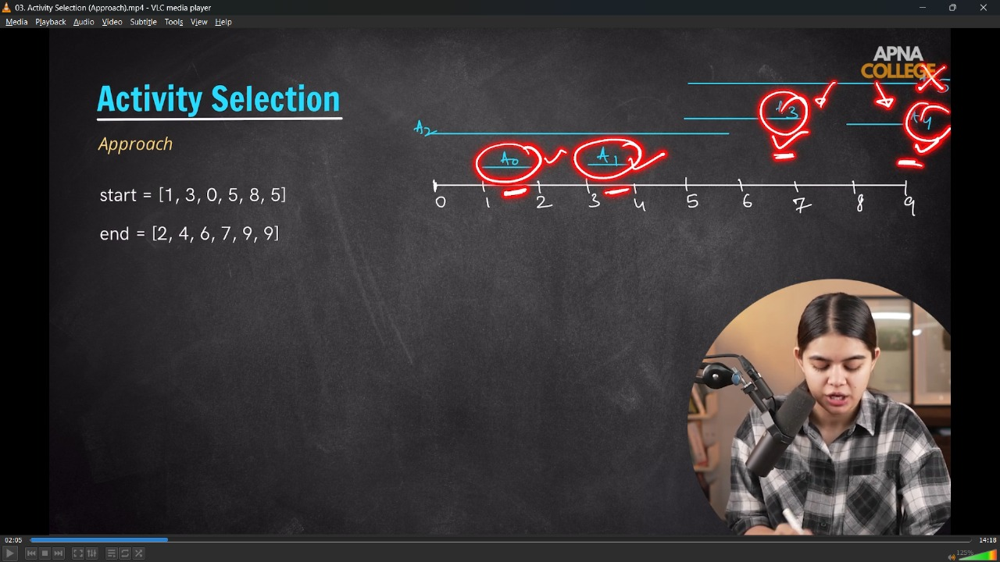 03. Activity Selection (Approach).mp4 - VLC media player
Media Playback Audio Video Subtitle Tools View Help
APNA
COLLEGE
Activity Selection
Approach
start = [1, 3, 0, 5, 8, 5]
end = [2, 4, 6, 7, 9, 9]
A2
A0
A1
0 1 2 3 4 5 6 7 8 9
02:05
14:18
125%